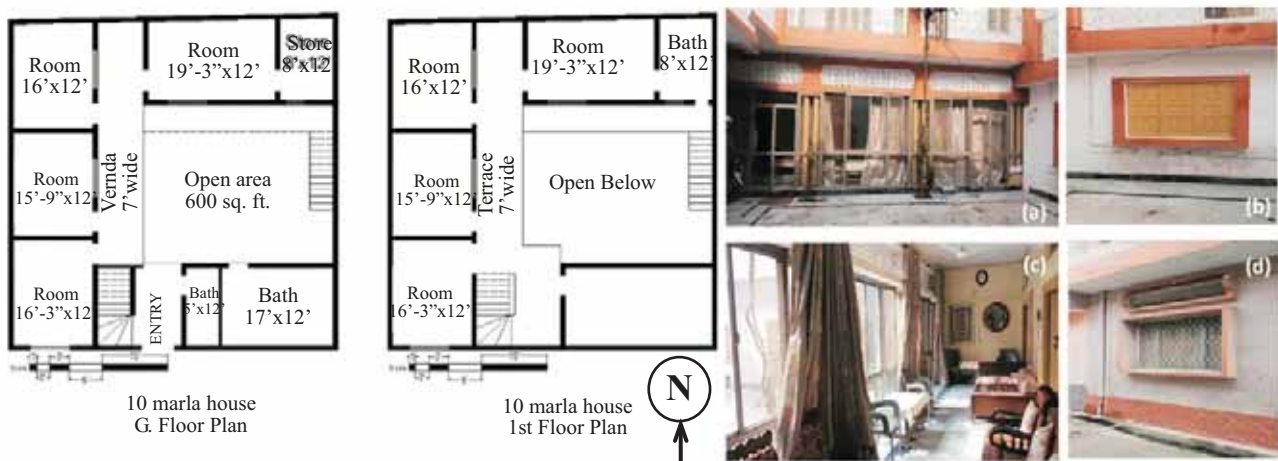 Room
16'x12'
Room
19'-3”x12’
Store
8'x12'
Room
15'-9”x12'
Vernda
7'wide
Open area
600 sq. ft.
Room
16'-3”x12'
ENTRY
Bath
5'x12'
Bath
17'x12'
10 marla house
G. Floor Plan
Room
16'x12'
Room
19'-3”x12’
Bath
8'x12'
Room
15'-9”x12'
Terrace
7'wide
Open Below
Room
16'-3”x12'
10 marla house
1st Floor Plan
N
(a)
(b)
(c)
(d)